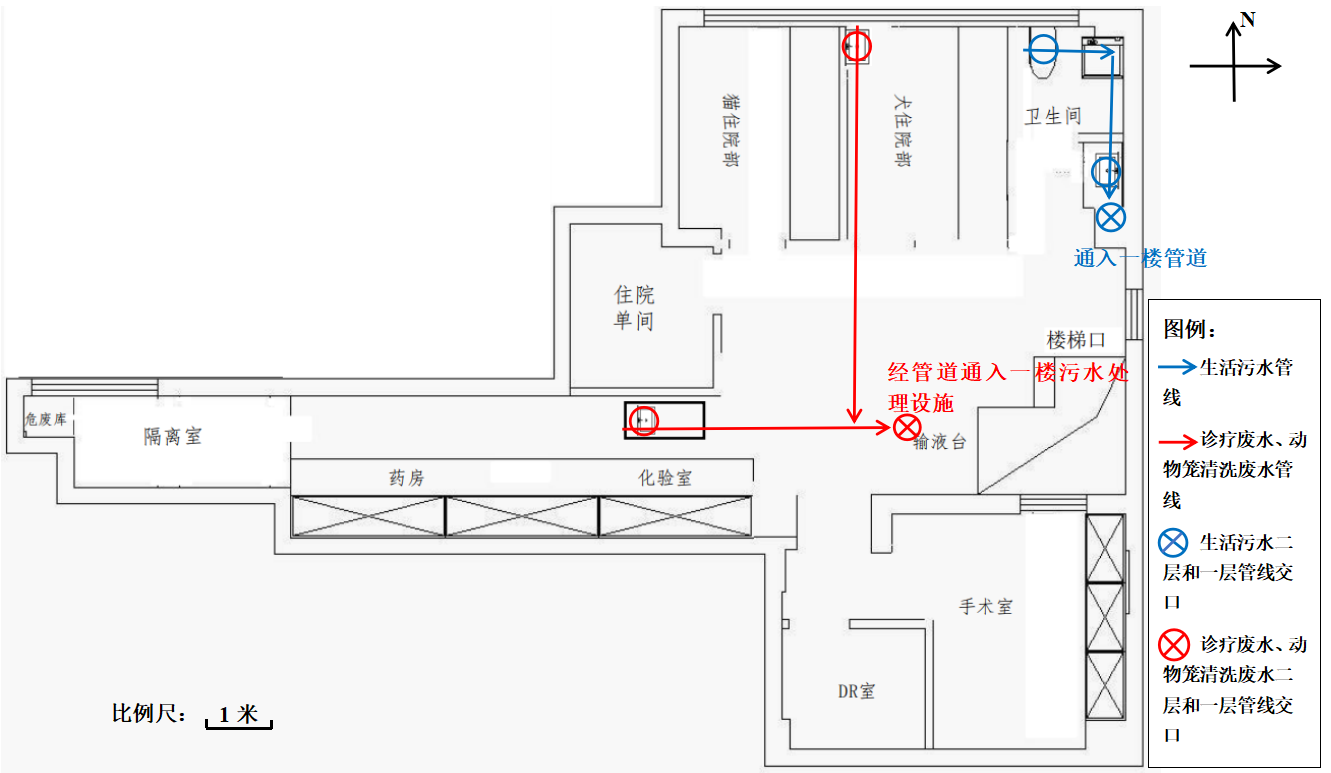 N
猫住院部
犬住院部
卫生间
通入一楼管道
住院
单间
楼梯口
经管道通入一楼污水处
理设施
危废库
隔离室
输液台
药房
化验室
手术室
DR室
比例尺：
1 米
图例：
生活污水管
线
诊疗废水、动
物笼清洗废水管
线
生活污水二
层和一层管线交
口
诊疗废水、动
物笼清洗废水二
层和一层管线交
口